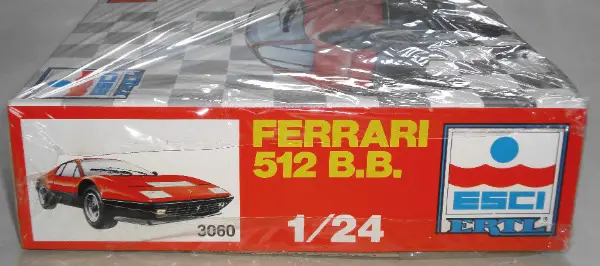 FERRARI
512 B.B.
3060
1/24
ESCI
ERTL